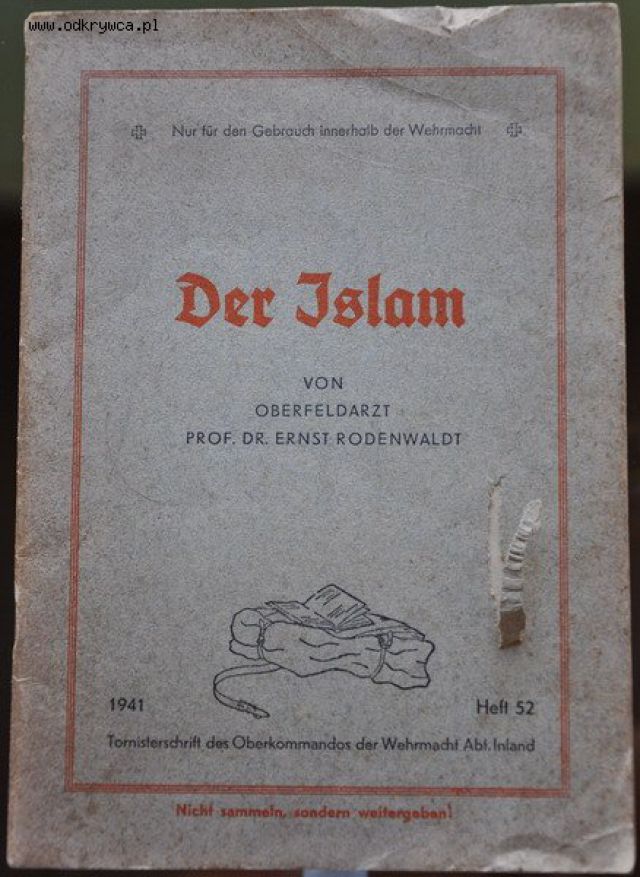 www.odkrywca.pl
Nur für den Gebrauch innerhalb der Wehrmacht
Der Islam
VON
OBERFELDARZT
PROF. DR. ERNST RODENWALDT
1941 Heft 52
Tornisterschrift des Oberkommandos der Wehrmacht Abt. Inland
Nicht sammeln, sondern weitergeben!